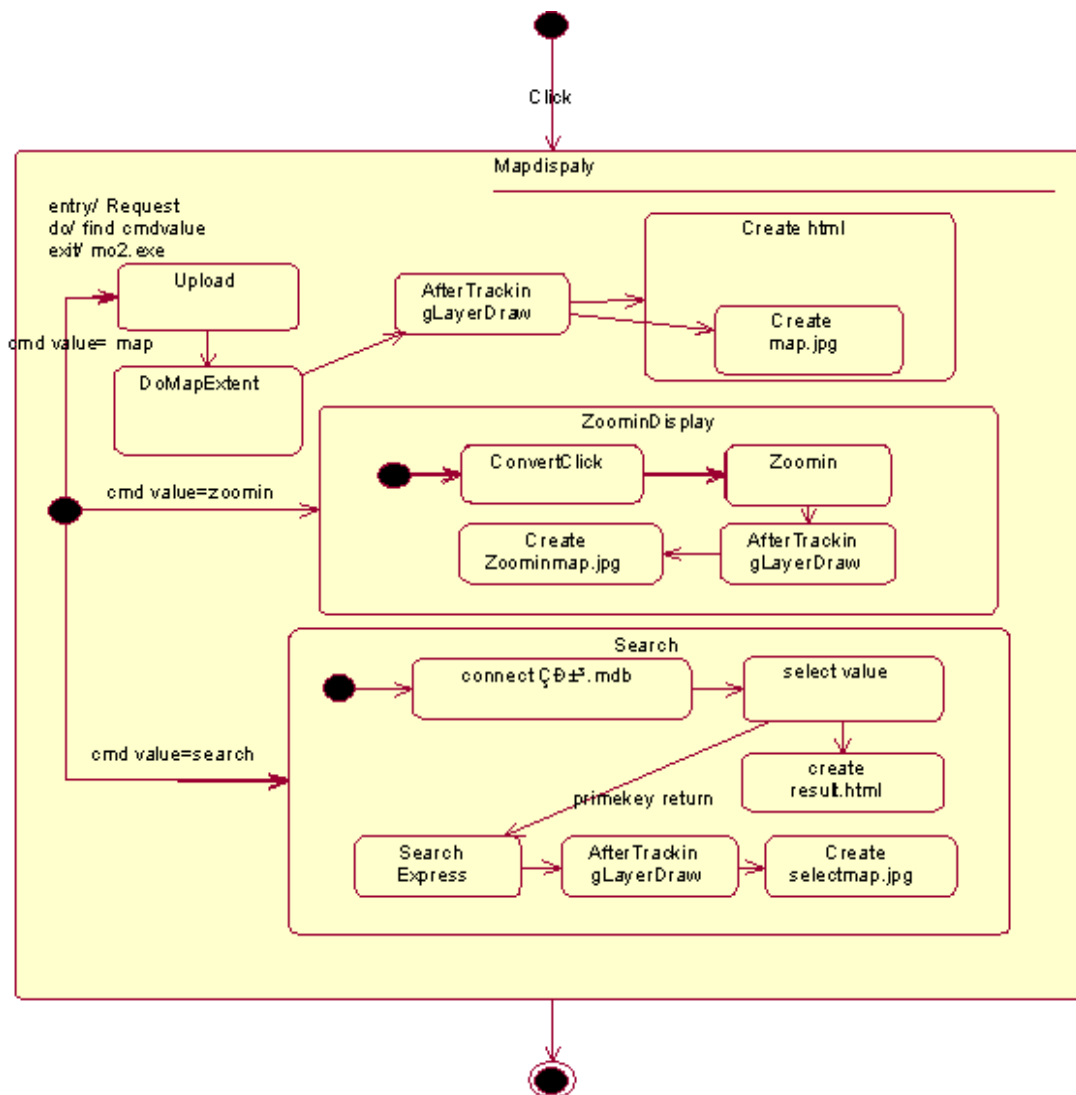 Click
Mapdispaly
entry/ Request
do/ find cmdvalue
exit/ mo2.exe
Upload
AfterTrackin
gLayerDraw
Create html
Create
map.jpg
cmd value= map
DoMapExtent
ZoominDisplay
ConvertClick
Zoomin
cmd value=zoomin
Create
Zoominmap.jpg
AfterTrackin
gLayerDraw
Search
connect ÇÐ±³.mdb
select value
cmd value=search
create
result.html
primekey return
Search
Express
AfterTrackin
gLayerDraw
Create
selectmap.jpg